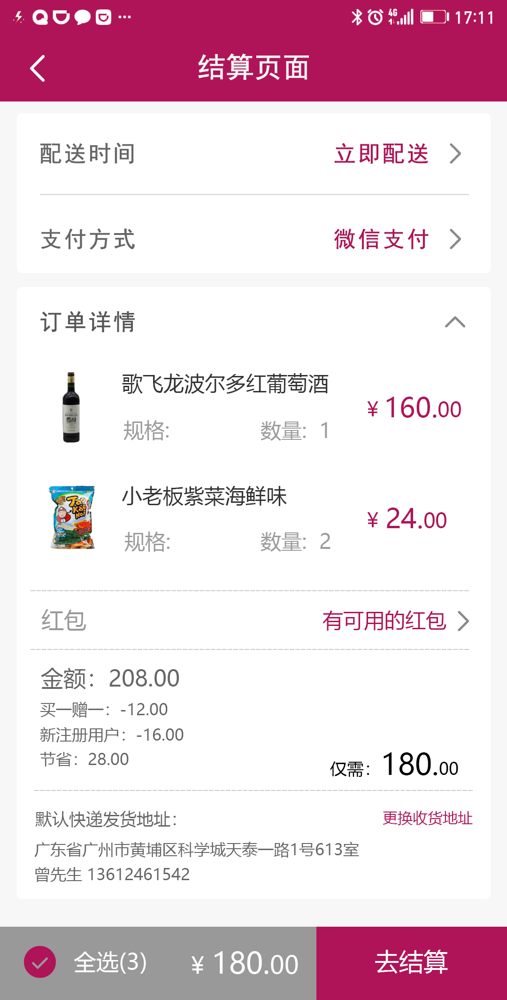 4G 17:11
结算页面
配送时间 立即配送
支付方式 微信支付
订单详情
歌飞龙波尔多红葡萄酒
¥ 160.00
规格: 数量: 1
小老板紫菜海鲜味
¥ 24.00
规格: 数量: 2
红包 有可用的红包
金额：208.00
买一赠一：-12.00
新注册用户：-16.00
节省：28.00
仅需：180.00
默认快递发货地址： 更换收货地址
广东省广州市黄埔区科学城天泰一路1号613室
曾先生 13612461542
全选(3) ¥ 180.00 去结算